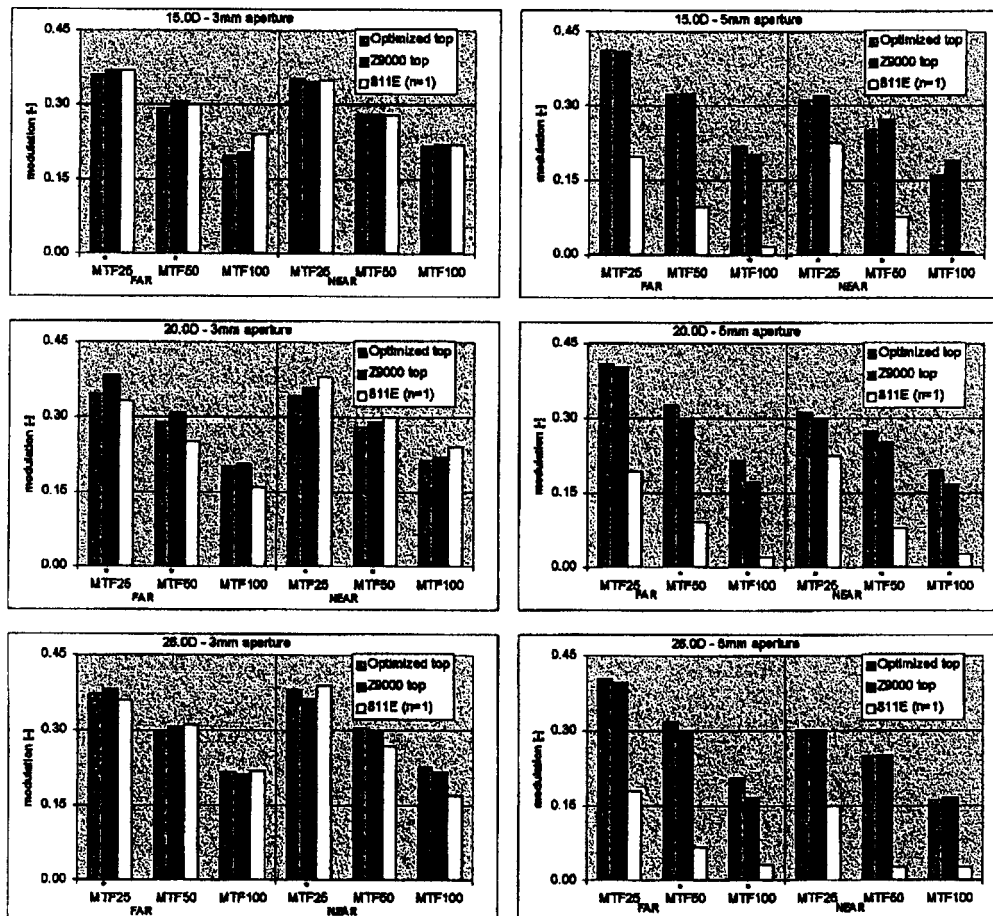 15.0D - 3mm aperture
0.45
0.30
0.15
0.00
modulation [-]
Optimized top
Z9000 top
811E (n=1)
MTF25 MTF50 MTF100 MTF25 MTF50 MTF100
FAR NEAR
15.0D - 5mm aperture
0.45
0.30
0.15
0.00
modulation [-]
Optimized top
Z9000 top
811E (n=1)
MTF25 MTF50 MTF100 MTF25 MTF50 MTF100
FAR NEAR
20.0D - 3mm aperture
0.45
0.30
0.15
0.00
modulation [-]
Optimized top
Z9000 top
811E (n=1)
MTF25 MTF50 MTF100 MTF25 MTF50 MTF100
FAR NEAR
20.0D - 5mm aperture
0.45
0.30
0.15
0.00
modulation [-]
Optimized top
Z9000 top
811E (n=1)
MTF25 MTF50 MTF100 MTF25 MTF50 MTF100
FAR NEAR
26.0D - 3mm aperture
0.45
0.30
0.15
0.00
modulation [-]
Optimized top
Z9000 top
811E (n=1)
MTF25 MTF50 MTF100 MTF25 MTF50 MTF100
FAR NEAR
26.0D - 5mm aperture
0.45
0.30
0.15
0.00
modulation [-]
Optimized top
Z9000 top
811E (n=1)
MTF25 MTF50 MTF100 MTF25 MTF50 MTF100
FAR NEAR